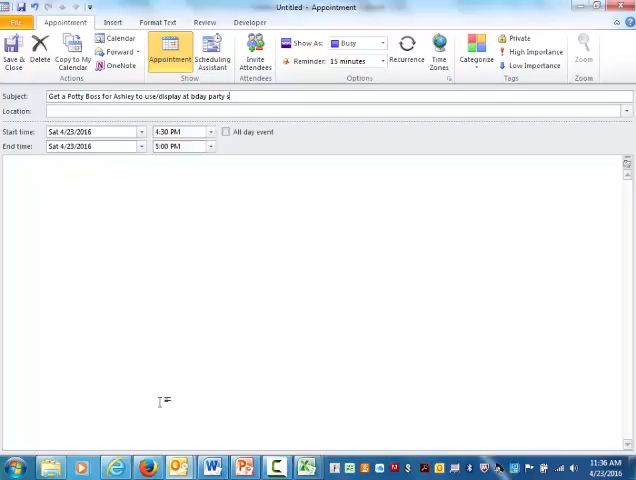 Untitled - Appointment
File Appointment Insert Format Text Review Developer
Save & Close
Delete
Copy to My Calendar
Calendar
Forward
OneNote
Actions
Appointment
Scheduling Assistant
Show
Invite Attendees
Attendees
Show As: Busy
Reminder: 15 minutes
Recurrence
Time Zones
Options
Categorize
Private
High Importance
Low Importance
Tags
Zoom
Zoom
Subject: Get a Potty Boss for Ashley to use/display at bday party s
Location:
Start time: Sat 4/23/2016 4:30 PM All day event
End time: Sat 4/23/2016 5:00 PM
11:36 AM
4/23/2016